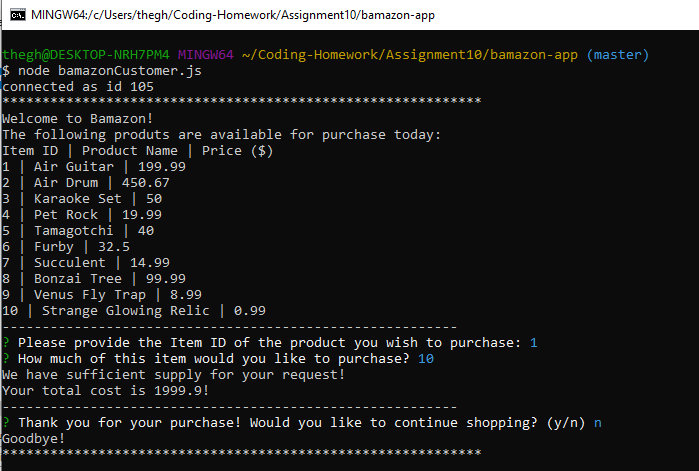 MINGW64:/c/Users/thegh/Coding-Homework/Assignment10/bamazon-app
thegh@DESKTOP-NRH7PM4 MINGW64 ~/Coding-Homework/Assignment10/bamazon-app (master)
$ node bamazonCustomer.js
connected as id 105
************************************************************
Welcome to Bamazon!
The following produts are available for purchase today:
Item ID | Product Name | Price ($)
1 | Air Guitar | 199.99
2 | Air Drum | 450.67
3 | Karaoke Set | 50
4 | Pet Rock | 19.99
5 | Tamagotchi | 40
6 | Furby | 32.5
7 | Succulent | 14.99
8 | Bonzai Tree | 99.99
9 | Venus Fly Trap | 8.99
10 | Strange Glowing Relic | 0.99
---------------------------------------------------------
? Please provide the Item ID of the product you wish to purchase: 1
? How much of this item would you like to purchase? 10
We have sufficient supply for your request!
Your total cost is 1999.9!
---------------------------------------------------------
? Thank you for your purchase! Would you like to continue shopping? (y/n) n
Goodbye!
************************************************************